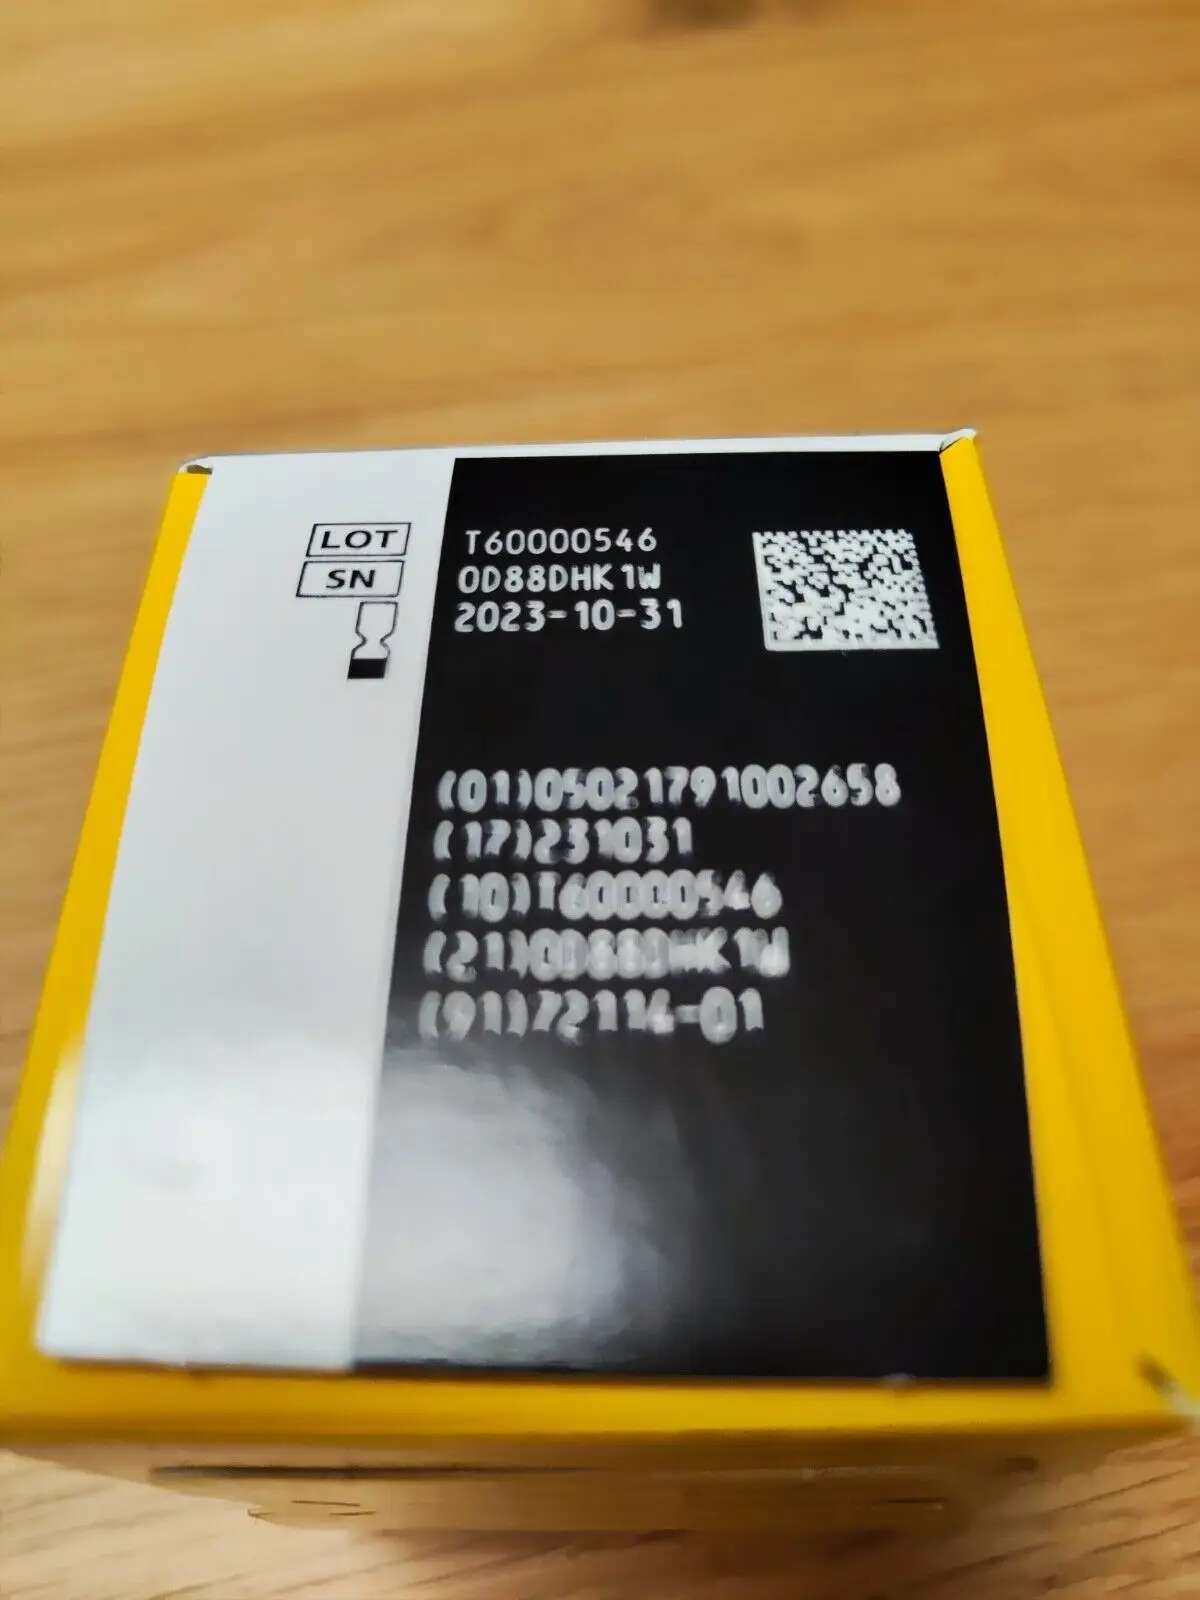 LOT T60000546
SN 0D88DHK1W
2023-10-31
(01)05021791002658
(17)231031
(10)T60000546
(21)0D88DHK1W
(91)72114-01